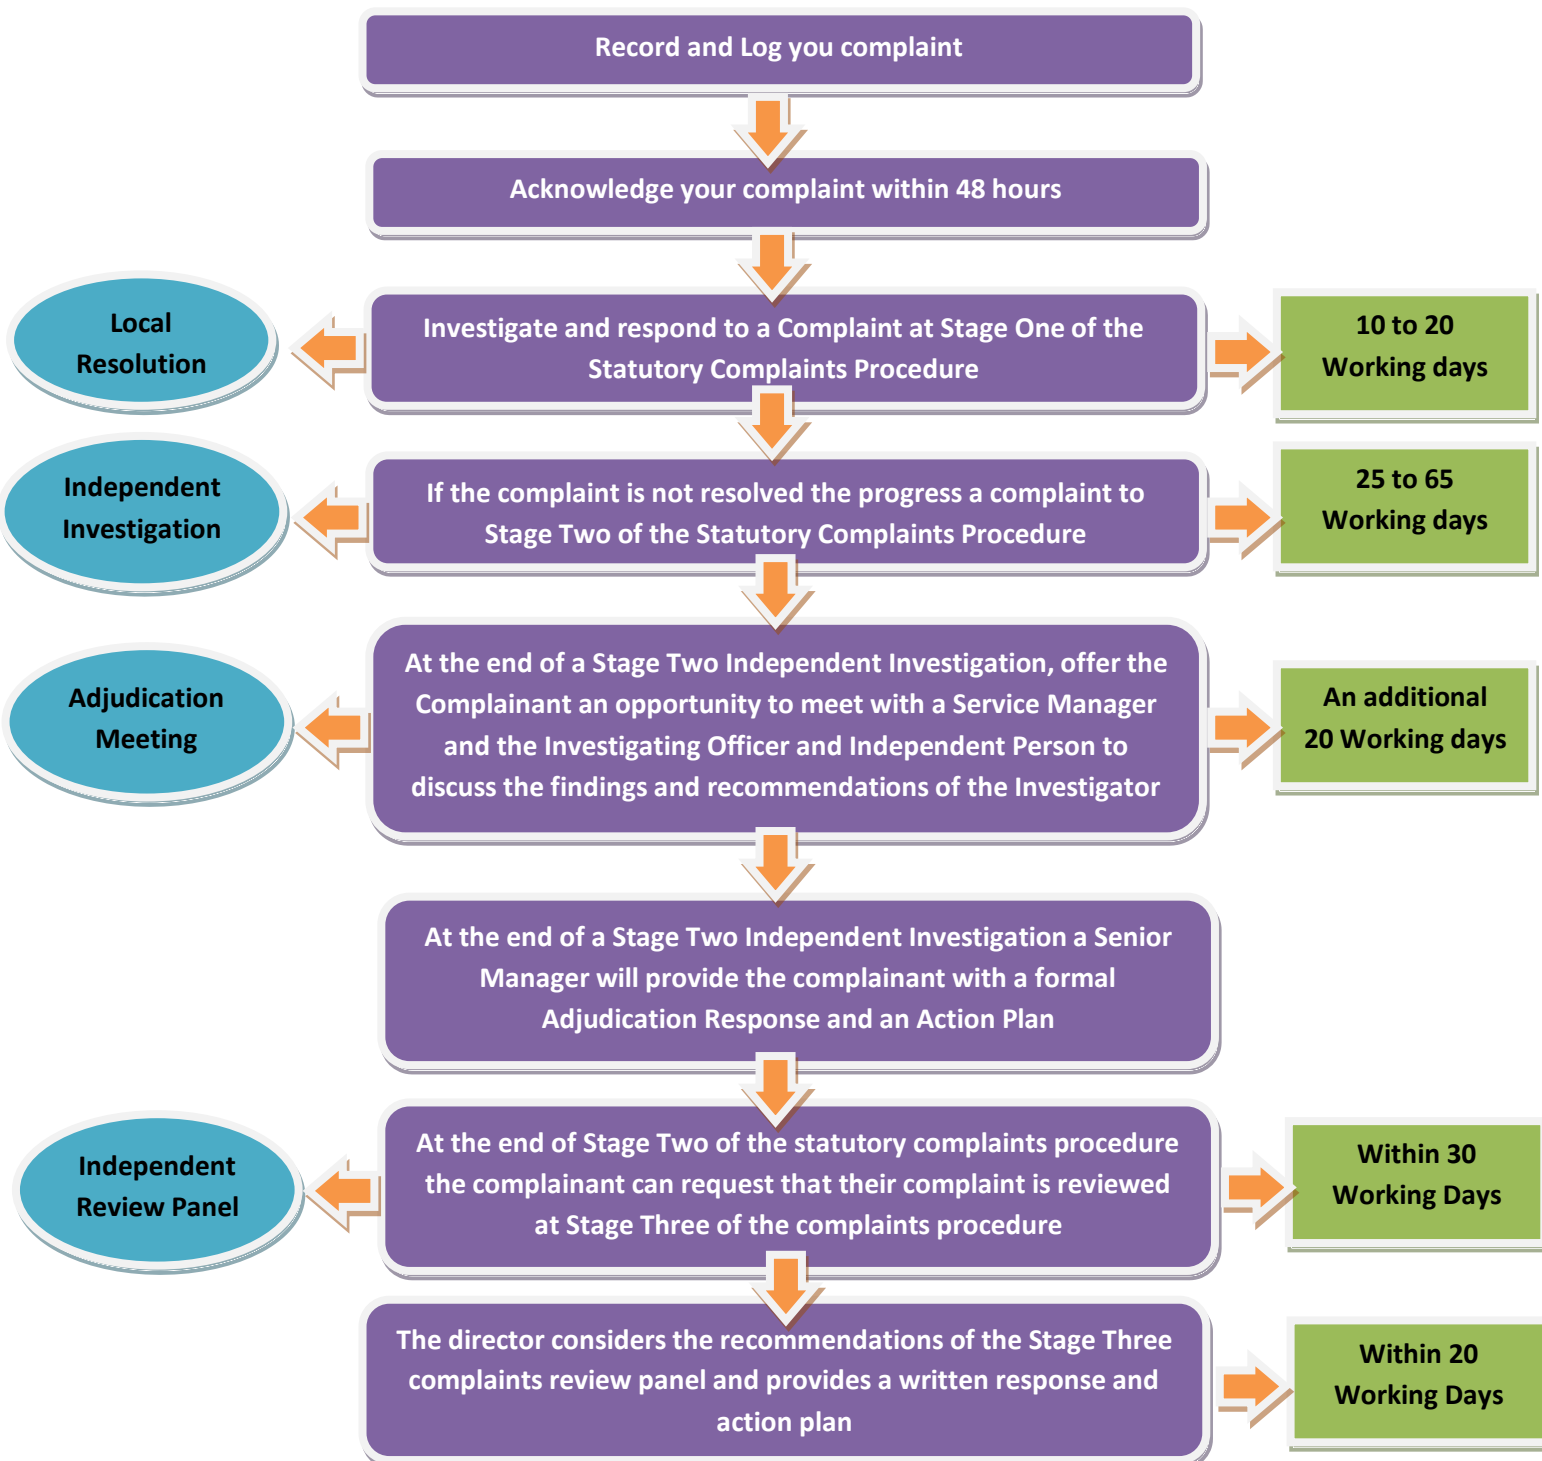 Record and Log you complaint
Acknowledge your complaint within 48 hours
Local
Resolution
Investigate and respond to a Complaint at Stage One of the
Statutory Complaints Procedure
10 to 20
Working days
Independent
Investigation
If the complaint is not resolved the progress a complaint to
Stage Two of the Statutory Complaints Procedure
25 to 65
Working days
Adjudication
Meeting
At the end of a Stage Two Independent Investigation, offer the
Complainant an opportunity to meet with a Service Manager
and the Investigating Officer and Independent Person to
discuss the findings and recommendations of the Investigator
An additional
20 Working days
At the end of a Stage Two Independent Investigation a Senior
Manager will provide the complainant with a formal
Adjudication Response and an Action Plan
Independent
Review Panel
At the end of Stage Two of the statutory complaints procedure
the complainant can request that their complaint is reviewed
at Stage Three of the complaints procedure
Within 30
Working Days
The director considers the recommendations of the Stage Three
complaints review panel and provides a written response and
action plan
Within 20
Working Days